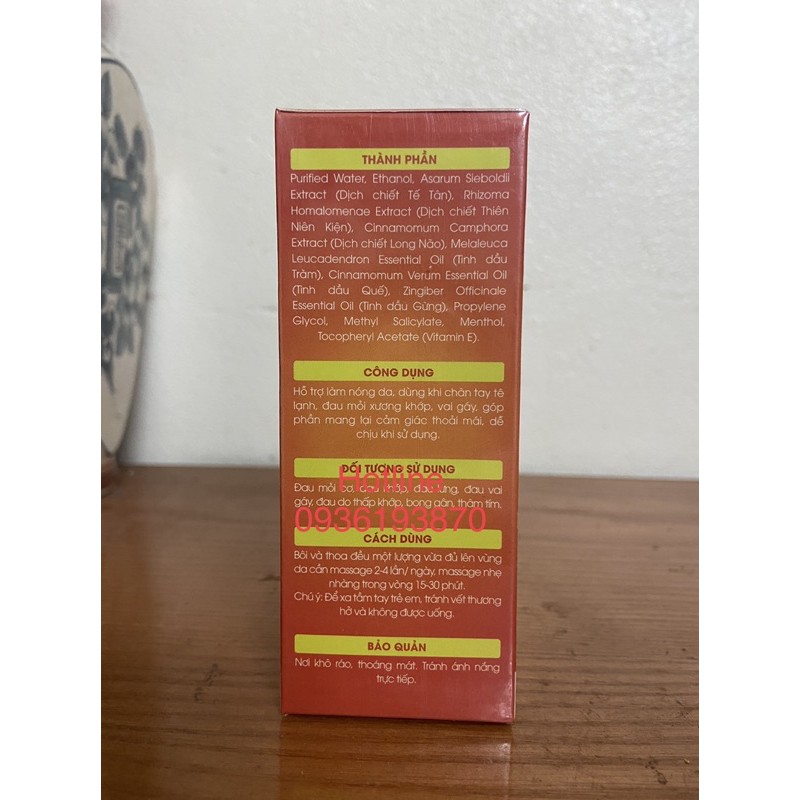 THÀNH PHẦN
Purified Water, Ethanol, Asarum Sieboldii
Extract (Dịch chiết Tế Tân), Rhizoma
Homalomenae Extract (Dịch chiết Thiên
Niên Kiện), Cinnamomum Camphora
Extract (Dịch chiết Long Não), Melaleuca
Leucadendron Essential Oil (Tinh dầu
Tràm), Cinnamomum Verum Essential Oil
(Tinh dầu Quế), Zingiber Officinale
Essential Oil (Tinh dầu Gừng), Propylene
Glycol, Methyl Salicylate, Menthol,
Tocopheryl Acetate (Vitamin E).
CÔNG DỤNG
Hỗ trợ làm nóng da, dùng khi chân tay tê
lạnh, đau mỏi xương khớp, vai gáy, góp
phần mang lại cảm giác thoải mái, dễ
chịu khi sử dụng.
ĐỐI TƯỢNG SỬ DỤNG
Hotline
Đau mỏi cơ, lưng, đau vai
gáy, đau do thấp khớp, bong gân, thâm tím.
0936193870
CÁCH DÙNG
Bôi và thoa đều một lượng vừa đủ lên vùng
da cần massage 2-4 lần/ ngày, massage nhẹ
nhàng trong vòng 15-30 phút.
Chú ý: Để xa tầm tay trẻ em, tránh vết thương
hở và không được uống.
BẢO QUẢN
Nơi khô ráo, thoáng mát. Tránh ánh nắng
trực tiếp.